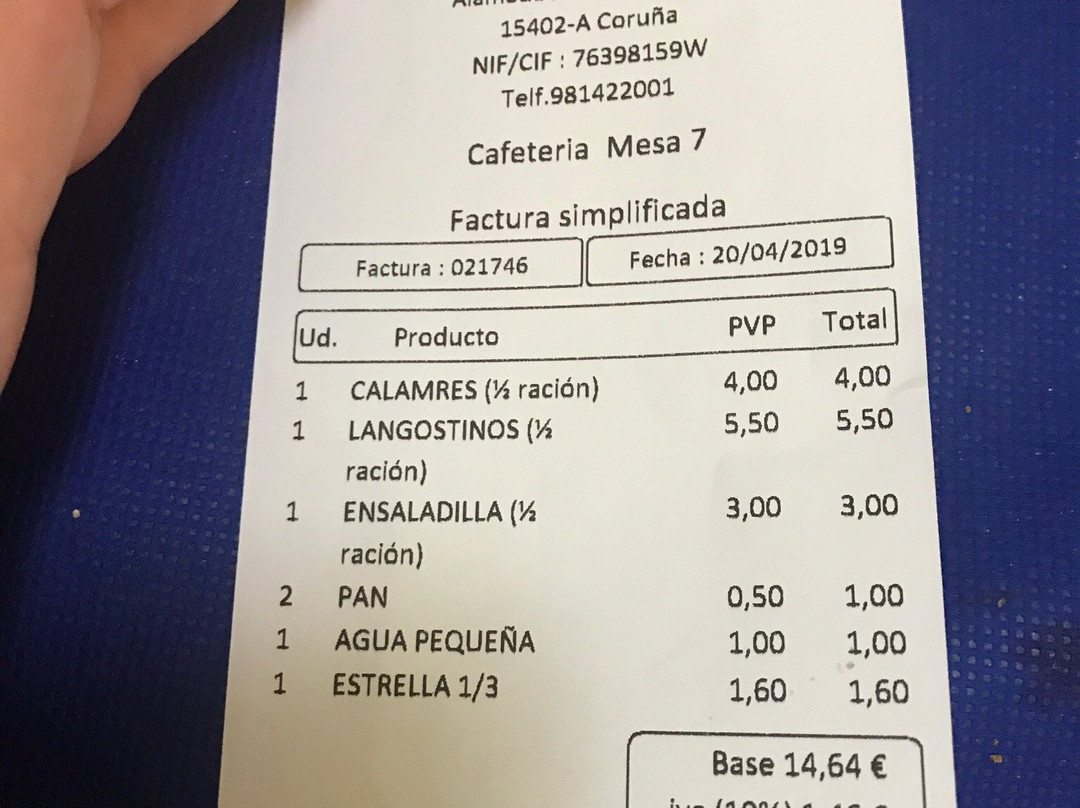 15402-A Coruña
NIF/CIF : 76398159W
Telf.981422001
Cafeteria Mesa 7
Factura simplificada
Factura : 021746 Fecha : 20/04/2019
Ud. Producto PVP Total
1 CALAMRES (½ ración) 4,00 4,00
1 LANGOSTINOS (½ 5,50 5,50
ración)
1 ENSALADILLA (½ 3,00 3,00
ración)
2 PAN 0,50 1,00
1 AGUA PEQUEÑA 1,00 1,00
1 ESTRELLA 1/3 1,60 1,60
Base 14,64 €